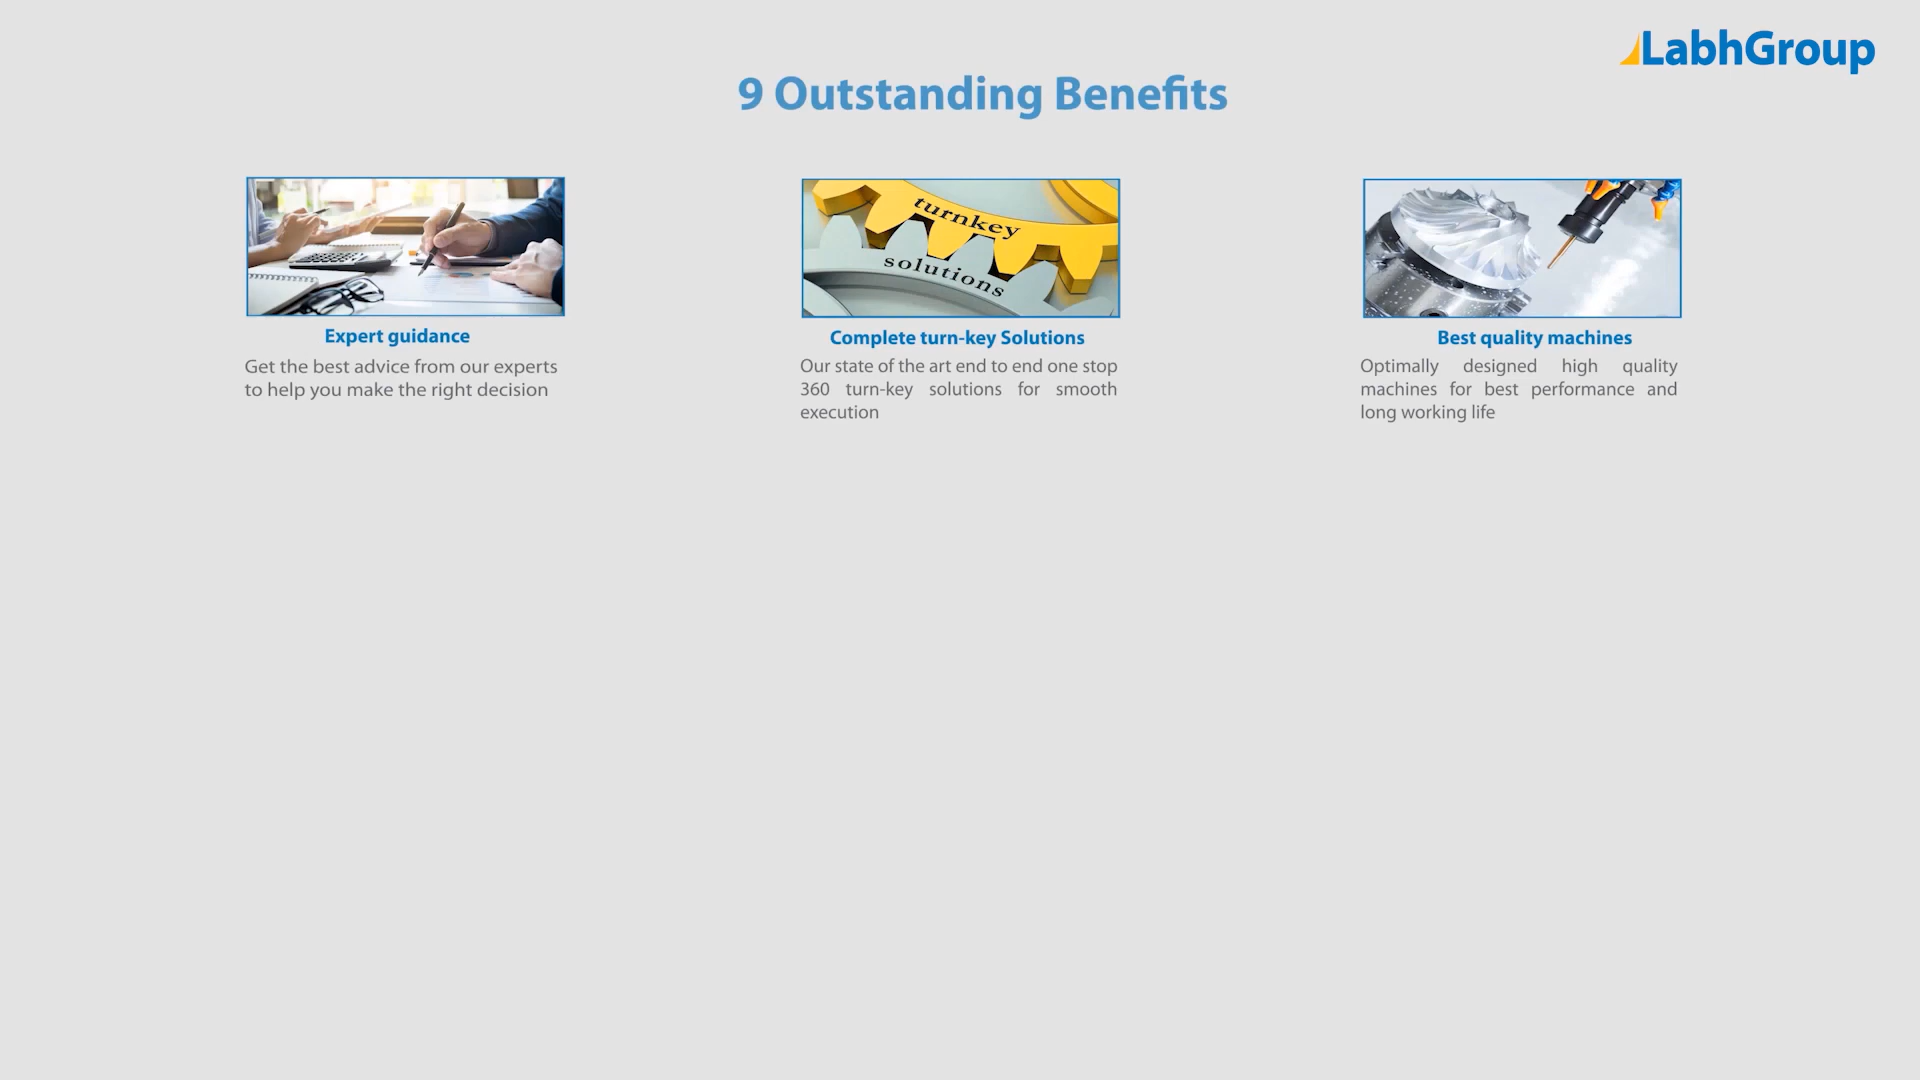 LabhGroup
9 Outstanding Benefits
turnkey
solutions
Expert guidance
Get the best advice from our experts
to help you make the right decision
Complete turn-key Solutions
Our state of the art end to end one stop
360 turn-key solutions for smooth
execution
Best quality machines
Optimally designed high quality
machines for best performance and
long working life